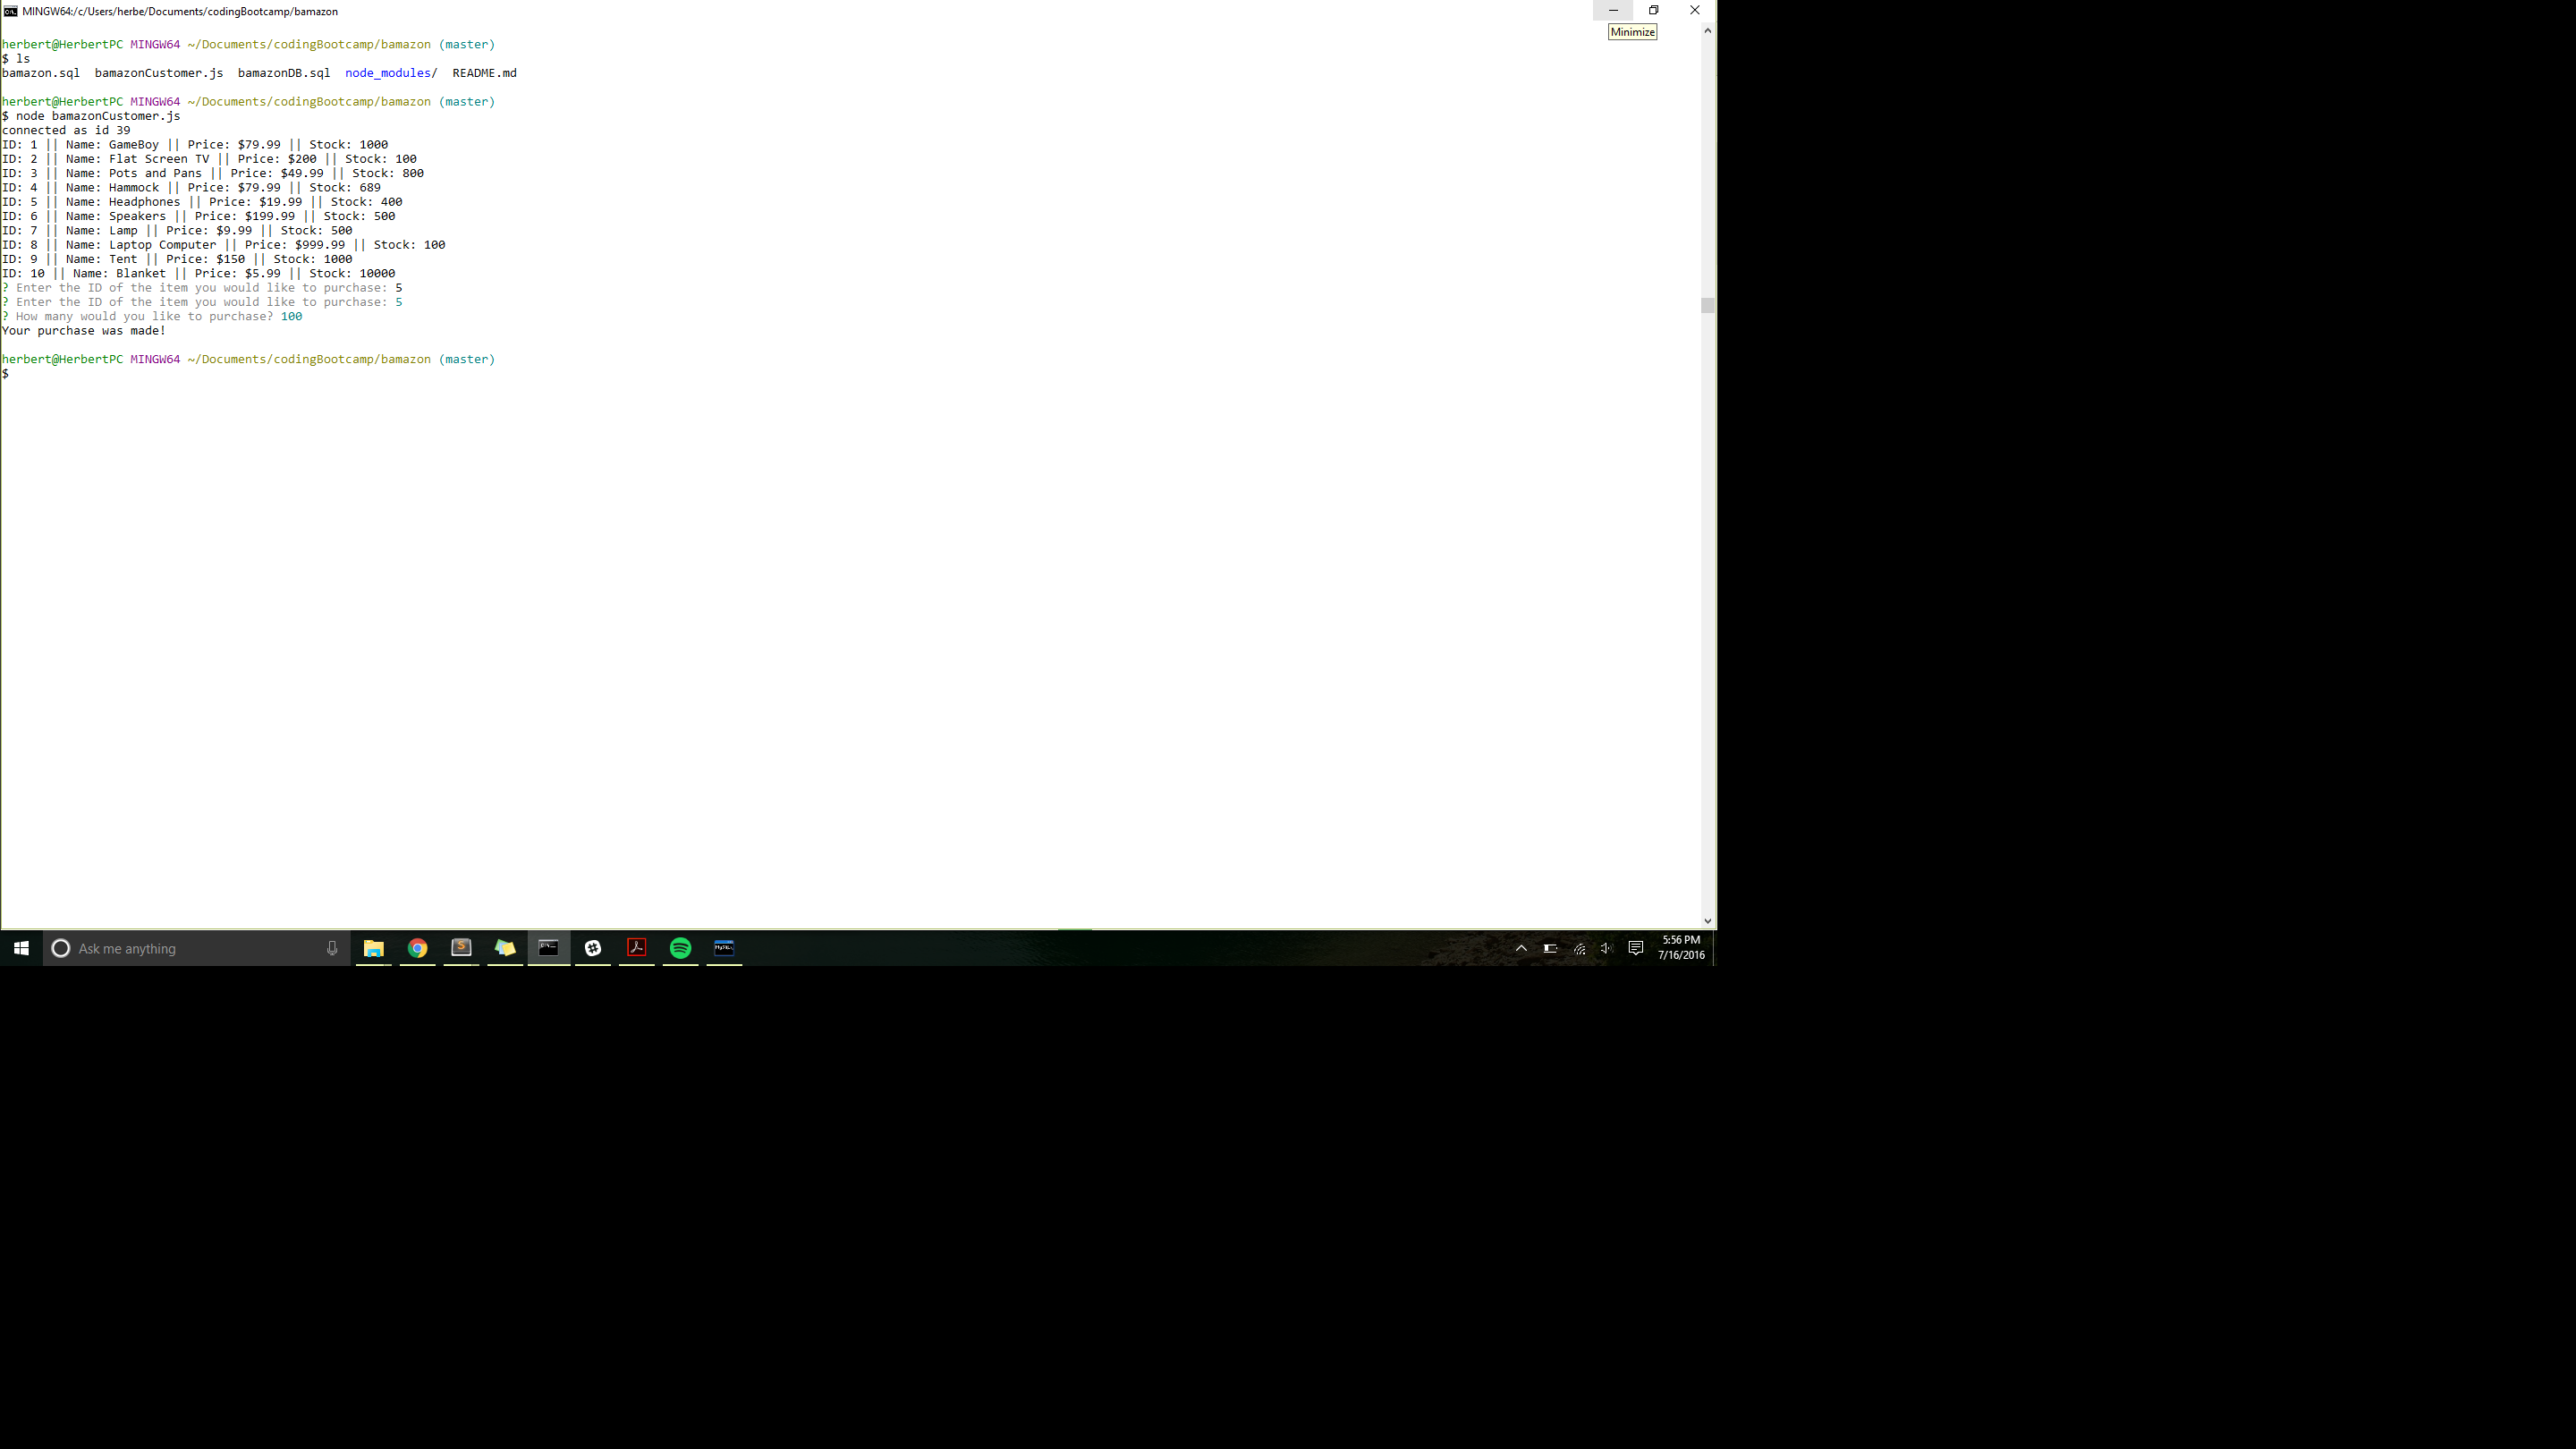 MINGW64:/c/Users/herbe/Documents/codingBootcamp/bamazon
Minimize
herbert@HerbertPC MINGW64 ~/Documents/codingBootcamp/bamazon (master)
$ ls
bamazon.sql  bamazonCustomer.js  bamazonDB.sql  node_modules/  README.md
herbert@HerbertPC MINGW64 ~/Documents/codingBootcamp/bamazon (master)
$ node bamazonCustomer.js
connected as id 39
ID: 1 || Name: GameBoy || Price: $79.99 || Stock: 1000
ID: 2 || Name: Flat Screen TV || Price: $200 || Stock: 100
ID: 3 || Name: Pots and Pans || Price: $49.99 || Stock: 800
ID: 4 || Name: Hammock || Price: $79.99 || Stock: 689
ID: 5 || Name: Headphones || Price: $19.99 || Stock: 400
ID: 6 || Name: Speakers || Price: $199.99 || Stock: 500
ID: 7 || Name: Lamp || Price: $9.99 || Stock: 500
ID: 8 || Name: Laptop Computer || Price: $999.99 || Stock: 100
ID: 9 || Name: Tent || Price: $150 || Stock: 1000
ID: 10 || Name: Blanket || Price: $5.99 || Stock: 10000
? Enter the ID of the item you would like to purchase: 5
? Enter the ID of the item you would like to purchase: 5
? How many would you like to purchase? 100
Your purchase was made!
herbert@HerbertPC MINGW64 ~/Documents/codingBootcamp/bamazon (master)
$
Ask me anything
5:56 PM
7/16/2016